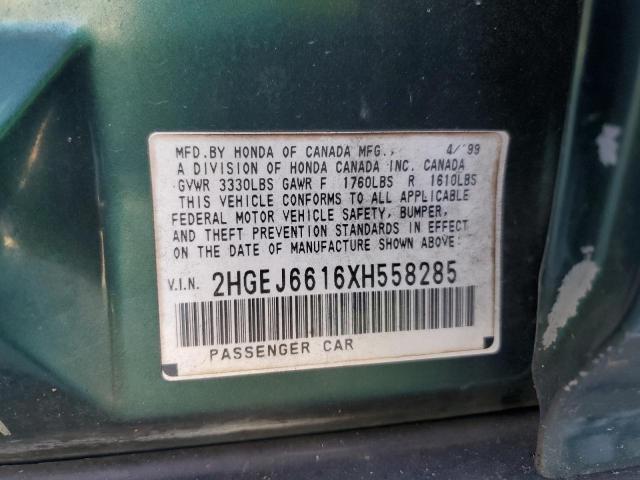 MFD. BY HONDA OF CANADA MFG., 4/'99
A DIVISION OF HONDA CANADA INC. CANADA
GVWR 3330LBS GAWR F 1760LBS R 1610LBS
THIS VEHICLE CONFORMS TO ALL APPLICABLE
FEDERAL MOTOR VEHICLE SAFETY, BUMPER,
AND THEFT PREVENTION STANDARDS IN EFFECT
ON THE DATE OF MANUFACTURE SHOWN ABOVE.
V.I.N. 2HGEJ6616XH558285
PASSENGER CAR